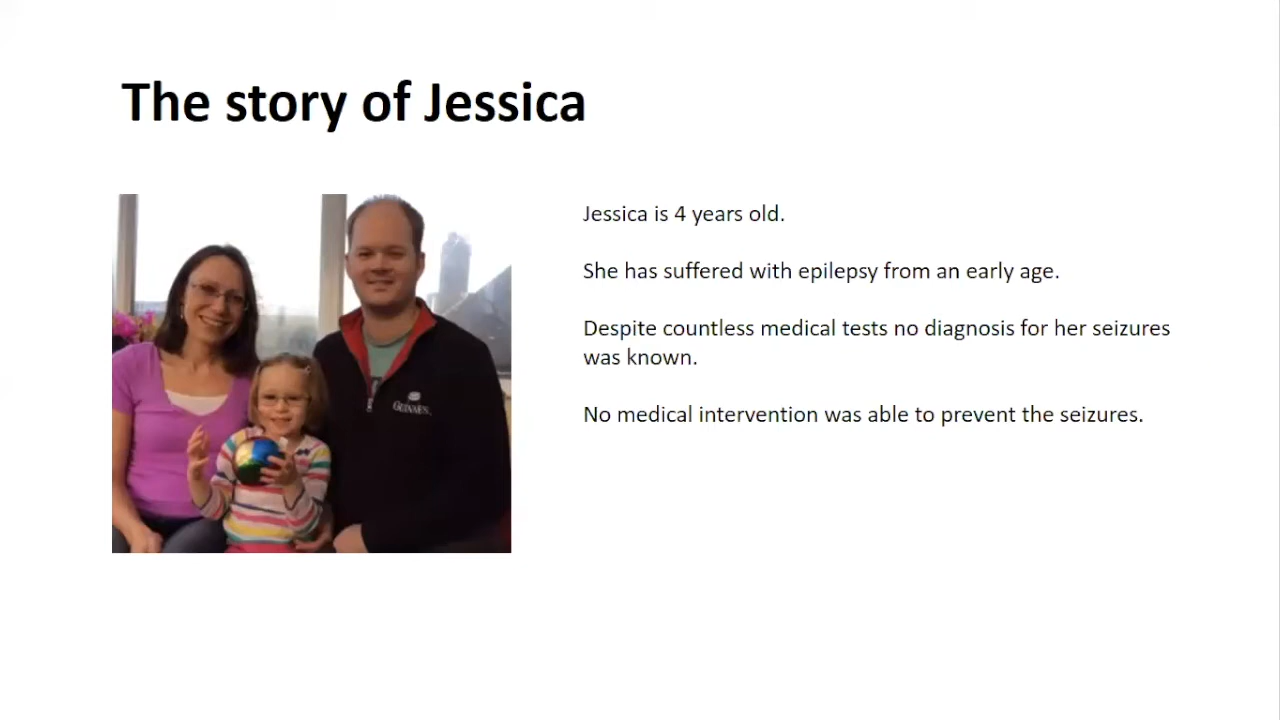 The story of Jessica
Jessica is 4 years old.
She has suffered with epilepsy from an early age.
Despite countless medical tests no diagnosis for her seizures
was known.
No medical intervention was able to prevent the seizures.
GUINNESS